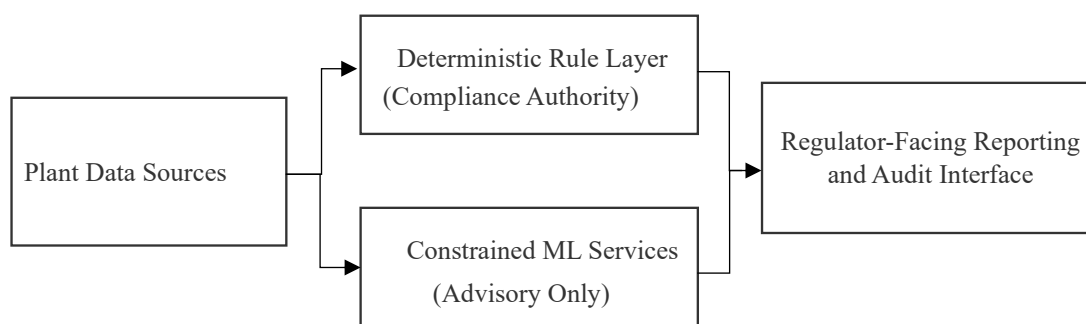 Plant Data Sources
Deterministic Rule Layer
(Compliance Authority)
Constrained ML Services
(Advisory Only)
Regulator-Facing Reporting
and Audit Interface